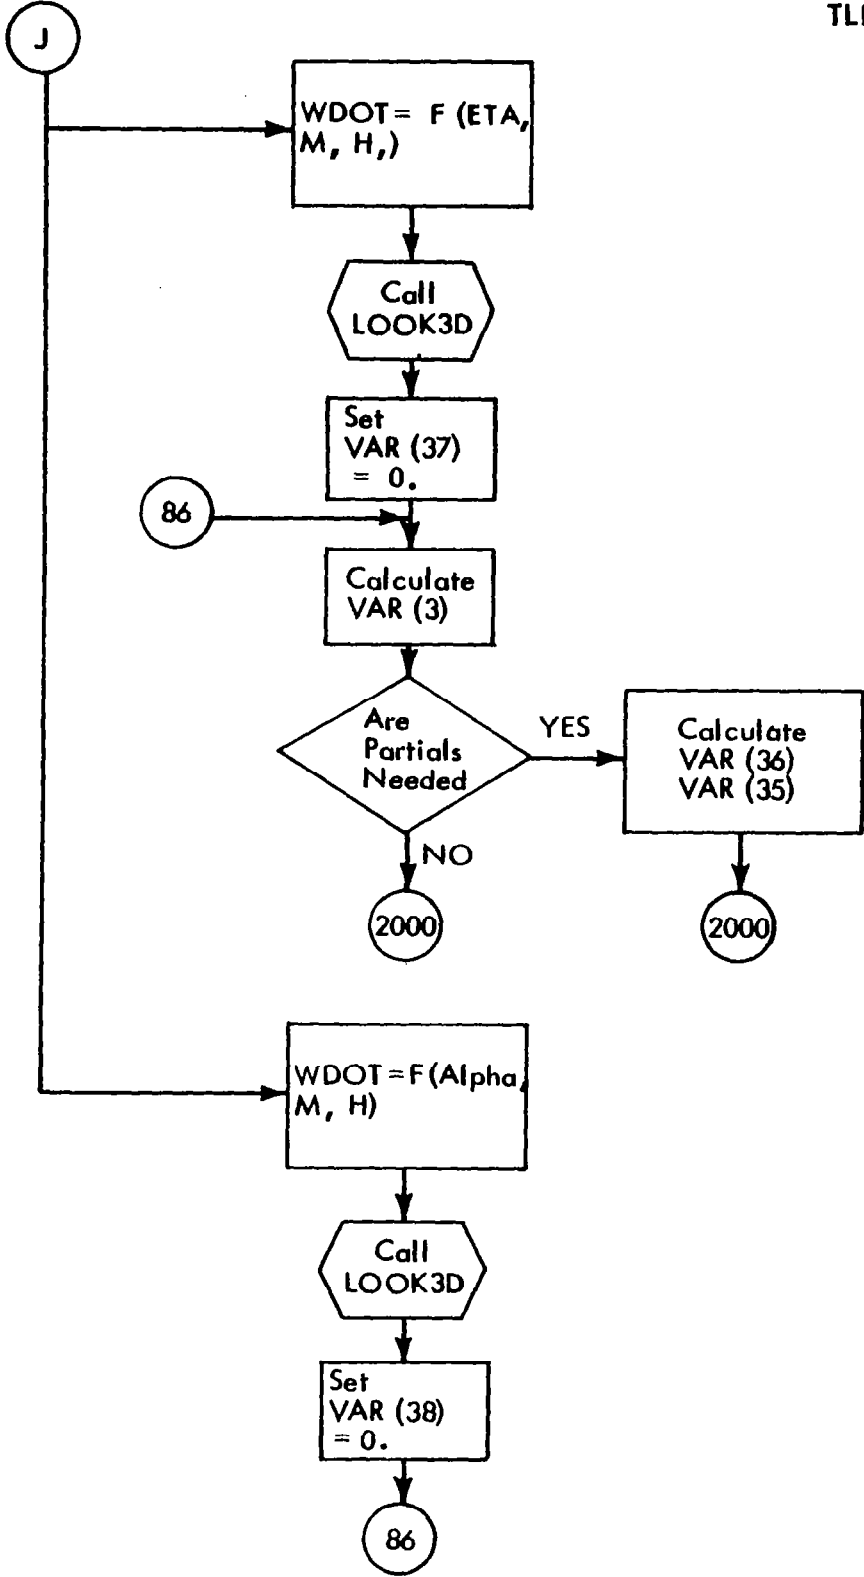 J
WDOT = F (ETA,
M, H,)
Call
LOOK3D
Set
VAR (37)
= 0.
86
Calculate
VAR (3)
Are
Partials
Needed
YES
Calculate
VAR (36)
VAR (35)
NO
2000
2000
WDOT = F (Alpha,
M, H)
Call
LOOK3D
Set
VAR (38)
= 0.
86